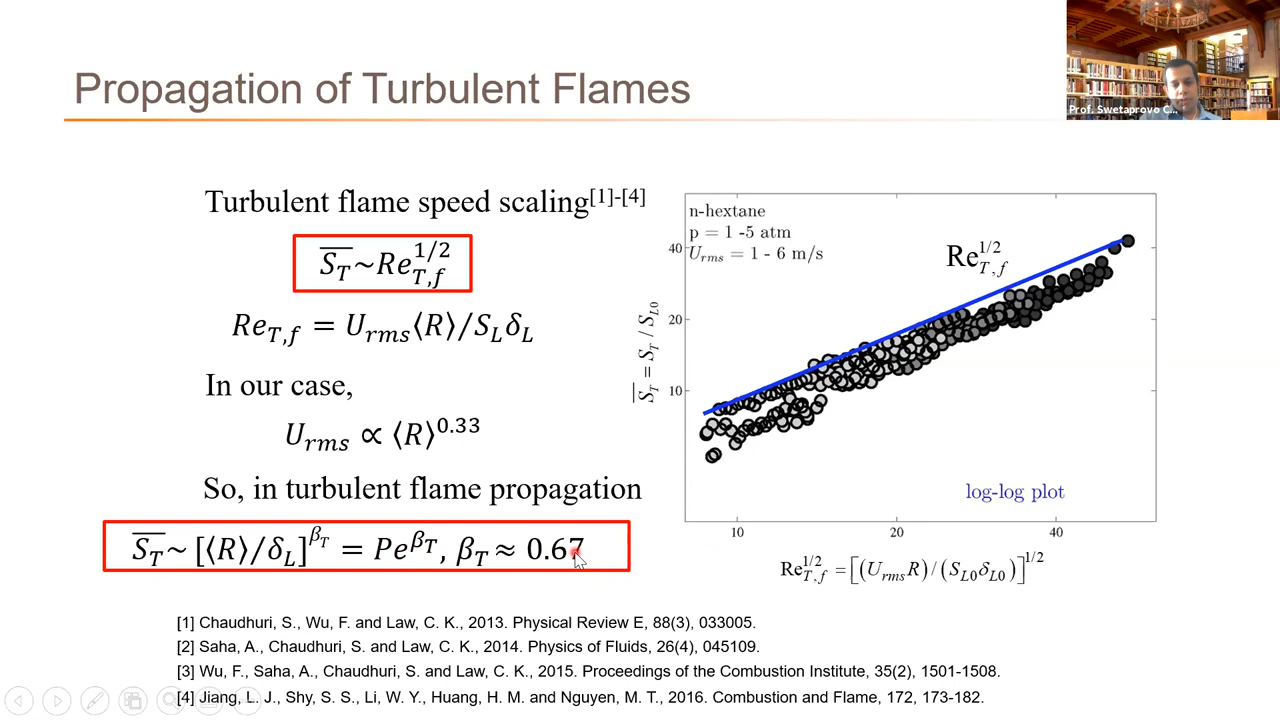 Propagation of Turbulent Flames
Prof. Swetaprovo C...
Turbulent flame speed scaling[1]-[4]
S̅_T~Re_{T,f}^{1/2}
Re_{T,f} = U_{rms}⟨R⟩/S_Lδ_L
In our case,
U_{rms} ∝ ⟨R⟩^{0.33}
So, in turbulent flame propagation
S̅_T~ [⟨R⟩/δ_L]^{β_T} = Pe^{β_T}, β_T ≈ 0.67
n-hextane
p = 1 -5 atm
U_{rms} = 1 - 6 m/s
Re_{T,f}^{1/2}
40
20
10
S̅_T = S_T / S_{L0}
log-log plot
10 20 40
Re_{T,f}^{1/2} = [(U_{rms}R)/(S_{L0}δ_{L0})]^{1/2}
[1] Chaudhuri, S., Wu, F. and Law, C. K., 2013. Physical Review E, 88(3), 033005.
[2] Saha, A., Chaudhuri, S. and Law, C. K., 2014. Physics of Fluids, 26(4), 045109.
[3] Wu, F., Saha, A., Chaudhuri, S. and Law, C. K., 2015. Proceedings of the Combustion Institute, 35(2), 1501-1508.
[4] Jiang, L. J., Shy, S. S., Li, W. Y., Huang, H. M. and Nguyen, M. T., 2016. Combustion and Flame, 172, 173-182.